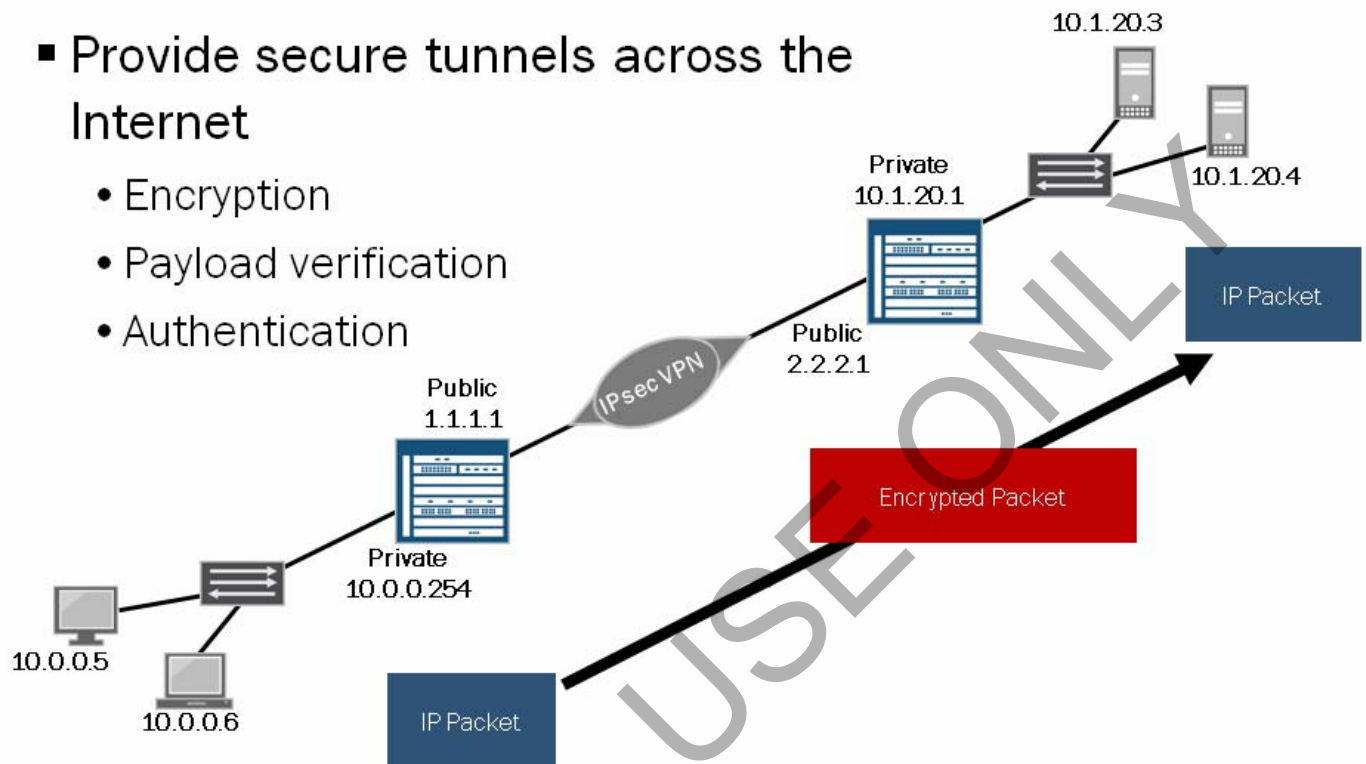 ▪ Provide secure tunnels across the
Internet
• Encryption
• Payload verification
• Authentication
10.1.20.3
10.1.20.4
Private
10.1.20.1
Public
2.2.2.1
IPsec VPN
Public
1.1.1.1
Private
10.0.0.254
10.0.0.5
10.0.0.6
IP Packet
Encrypted Packet
IP Packet
USE ONLY